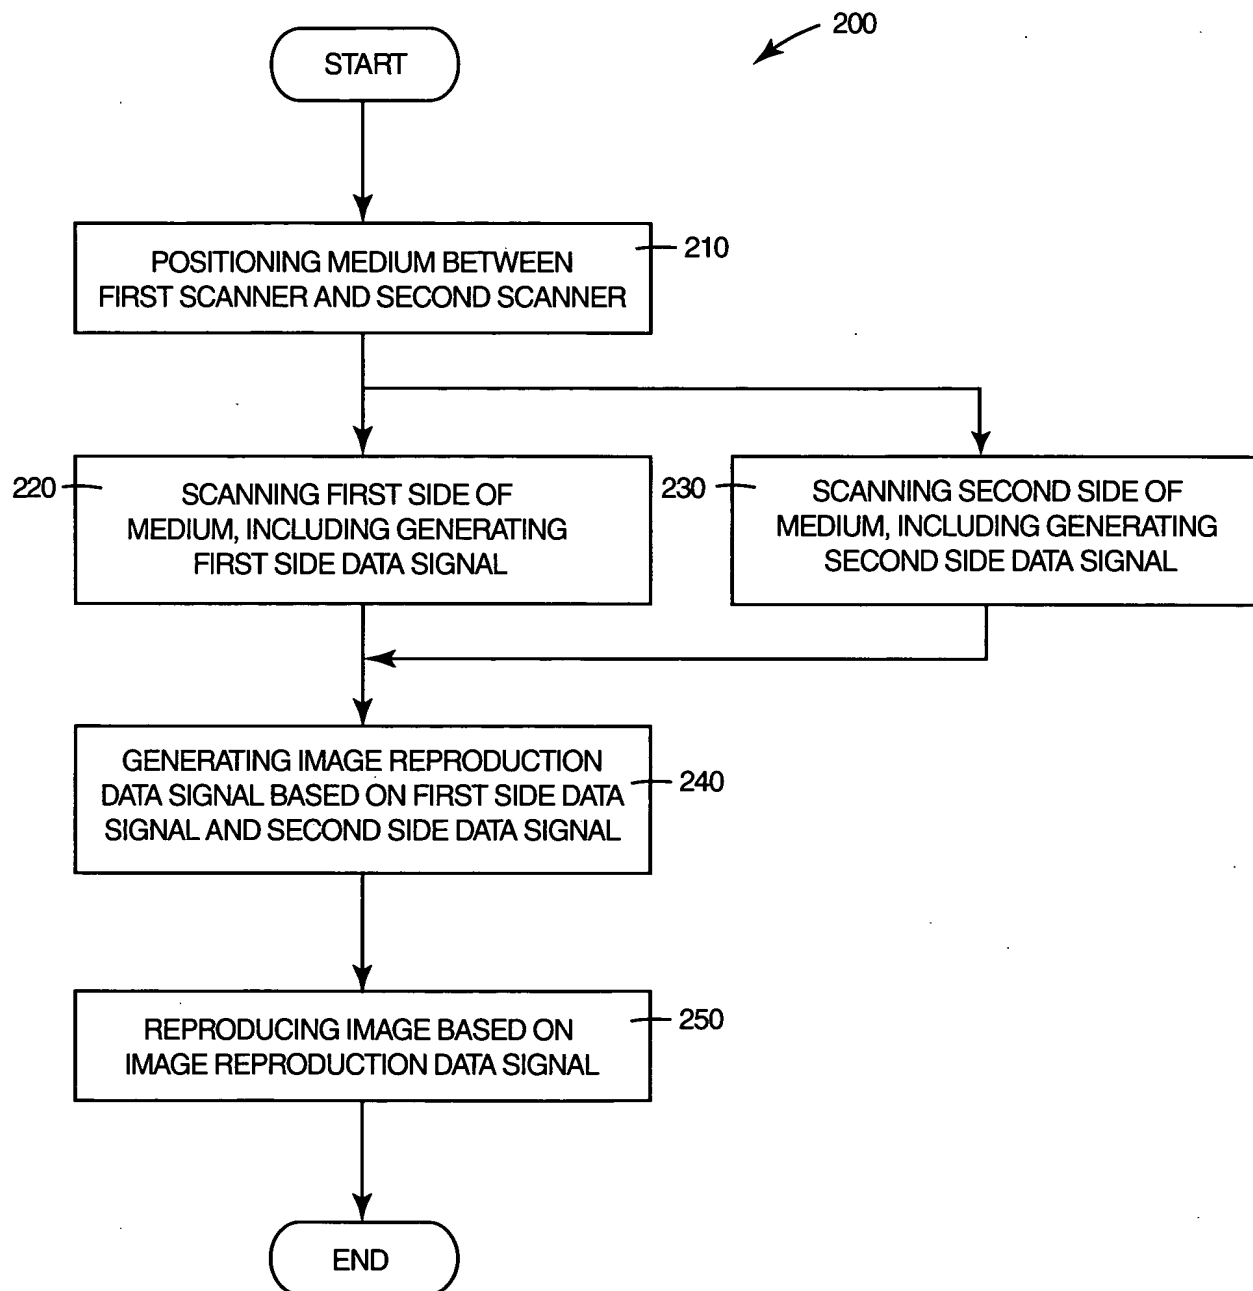 200
START
POSITIONING MEDIUM BETWEEN
FIRST SCANNER AND SECOND SCANNER
210
220
SCANNING FIRST SIDE OF
MEDIUM, INCLUDING GENERATING
FIRST SIDE DATA SIGNAL
230
SCANNING SECOND SIDE OF
MEDIUM, INCLUDING GENERATING
SECOND SIDE DATA SIGNAL
GENERATING IMAGE REPRODUCTION
DATA SIGNAL BASED ON FIRST SIDE DATA
SIGNAL AND SECOND SIDE DATA SIGNAL
240
REPRODUCING IMAGE BASED ON
IMAGE REPRODUCTION DATA SIGNAL
250
END